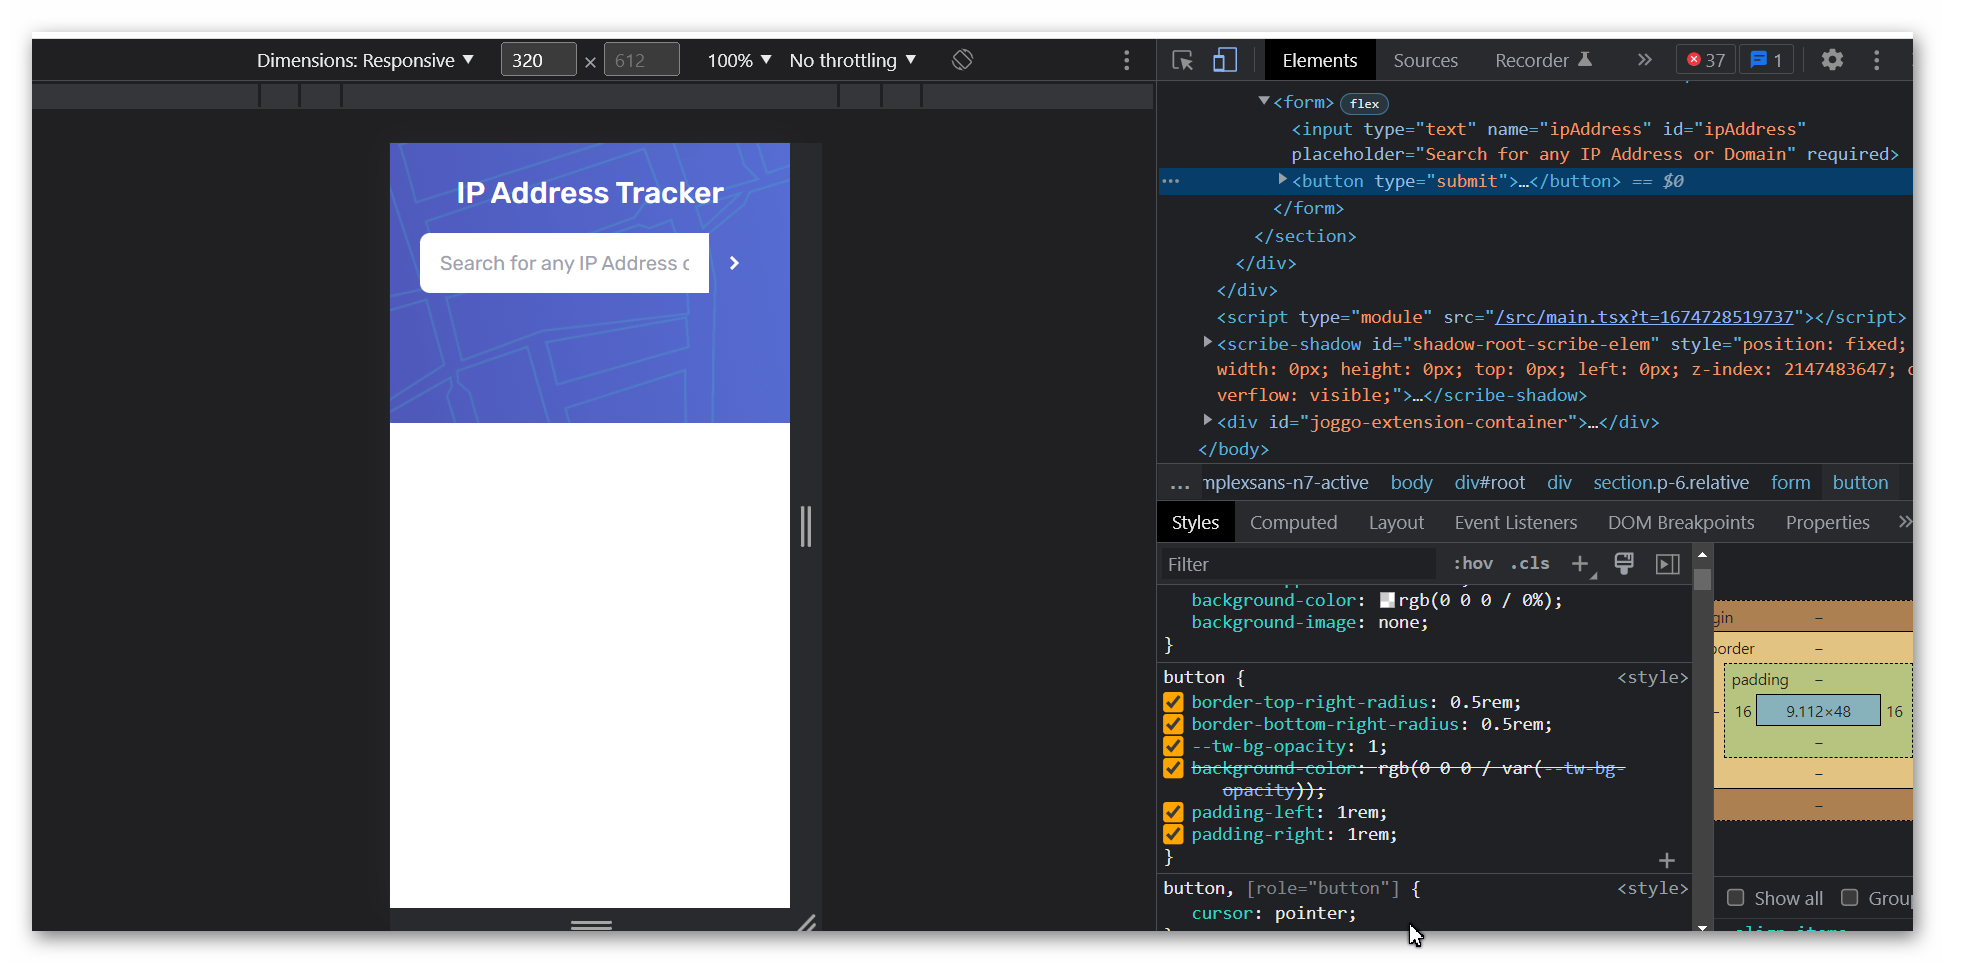 Dimensions: Responsive ▼ 320 × 612 100% ▼ No throttling ▼
IP Address Tracker
Search for any IP Address
Elements Sources Recorder » 37 1
<form> flex
<input type="text" name="ipAddress" id="ipAddress"
placeholder="Search for any IP Address or Domain" required>
<button type="submit">…</button> == $0
</form>
</section>
</div>
</div>
<script type="module" src="/src/main.tsx?t=1674728519737"></script>
<scribe-shadow id="shadow-root-scribe-elem" style="position: fixed;
width: 0px; height: 0px; top: 0px; left: 0px; z-index: 2147483647;
verflow: visible;">…</scribe-shadow>
<div id="joggo-extension-container">…</div>
</body>
... mplexsans-n7-active body div#root div section.p-6.relative form button
Styles Computed Layout Event Listeners DOM Breakpoints Properties »
Filter :hov .cls +
background-color: rgb(0 0 0 / 0%);
background-image: none;
}
button { <style>
border-top-right-radius: 0.5rem;
border-bottom-right-radius: 0.5rem;
--tw-bg-opacity: 1;
background-color: rgb(0 0 0 / var(--tw-bg-
opacity));
padding-left: 1rem;
padding-right: 1rem;
}
button, [role="button"] { <style>
cursor: pointer;
gin –
border –
padding –
16 9.112×48 16
–
–
–
Show all Grou